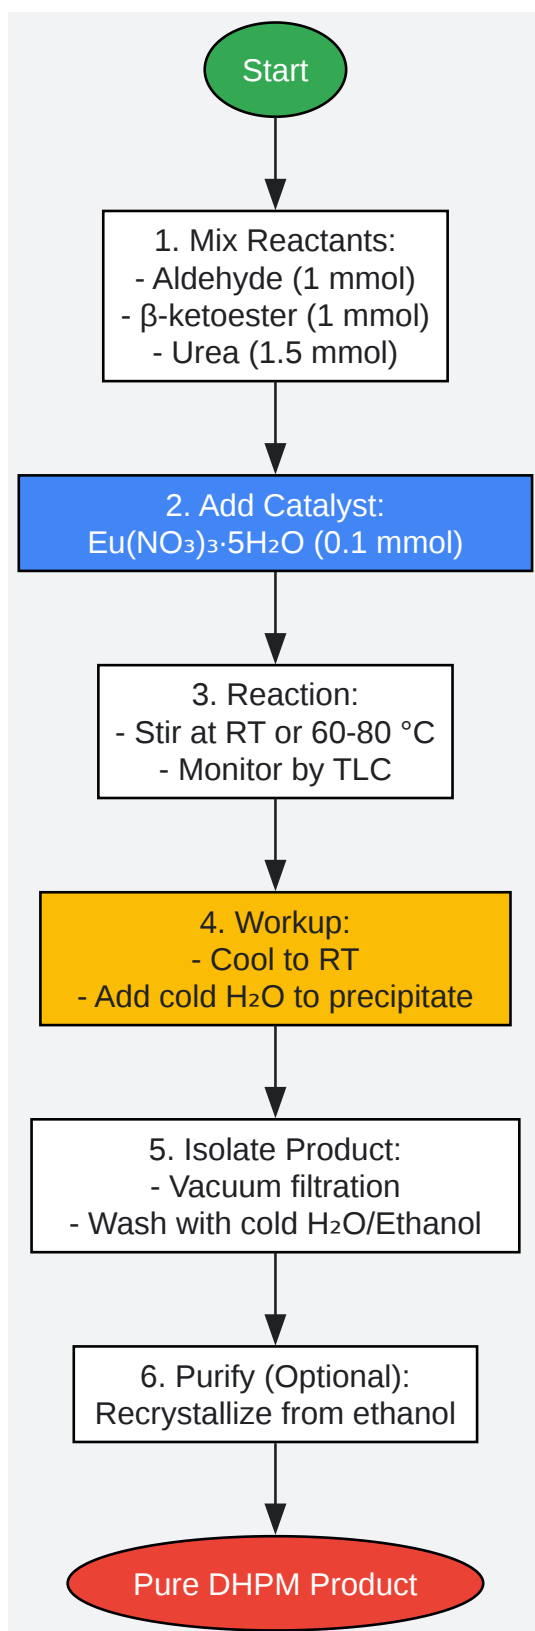 Start
1. Mix Reactants:
- Aldehyde (1 mmol)
- β-ketoester (1 mmol)
- Urea (1.5 mmol)
2. Add Catalyst:
Eu(NO₃)₃·5H₂O (0.1 mmol)
3. Reaction:
- Stir at RT or 60-80 °C
- Monitor by TLC
4. Workup:
- Cool to RT
- Add cold H₂O to precipitate
5. Isolate Product:
- Vacuum filtration
- Wash with cold H₂O/Ethanol
6. Purify (Optional):
Recrystallize from ethanol
Pure DHPM Product